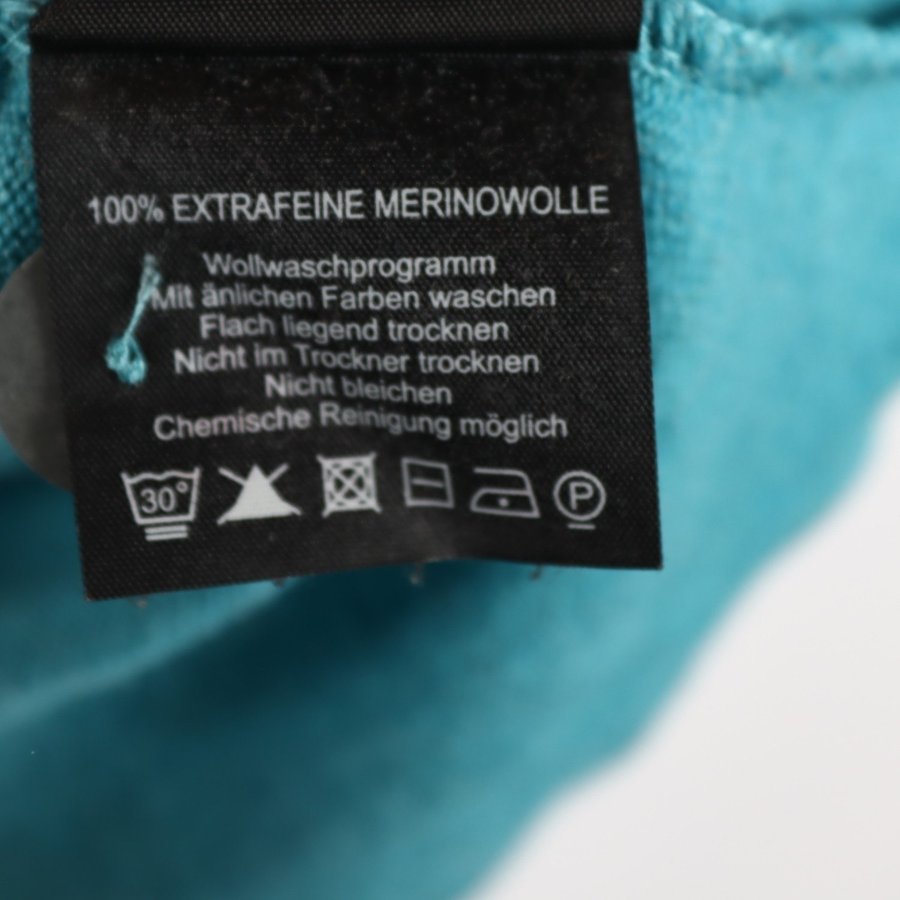 100% EXTRAFEINE MERINOWOLLE
Wollwaschprogramm
Mit änlichen Farben waschen
Flach liegend trocknen
Nicht im Trockner trocknen
Nicht bleichen
Chemische Reinigung möglich
30° P